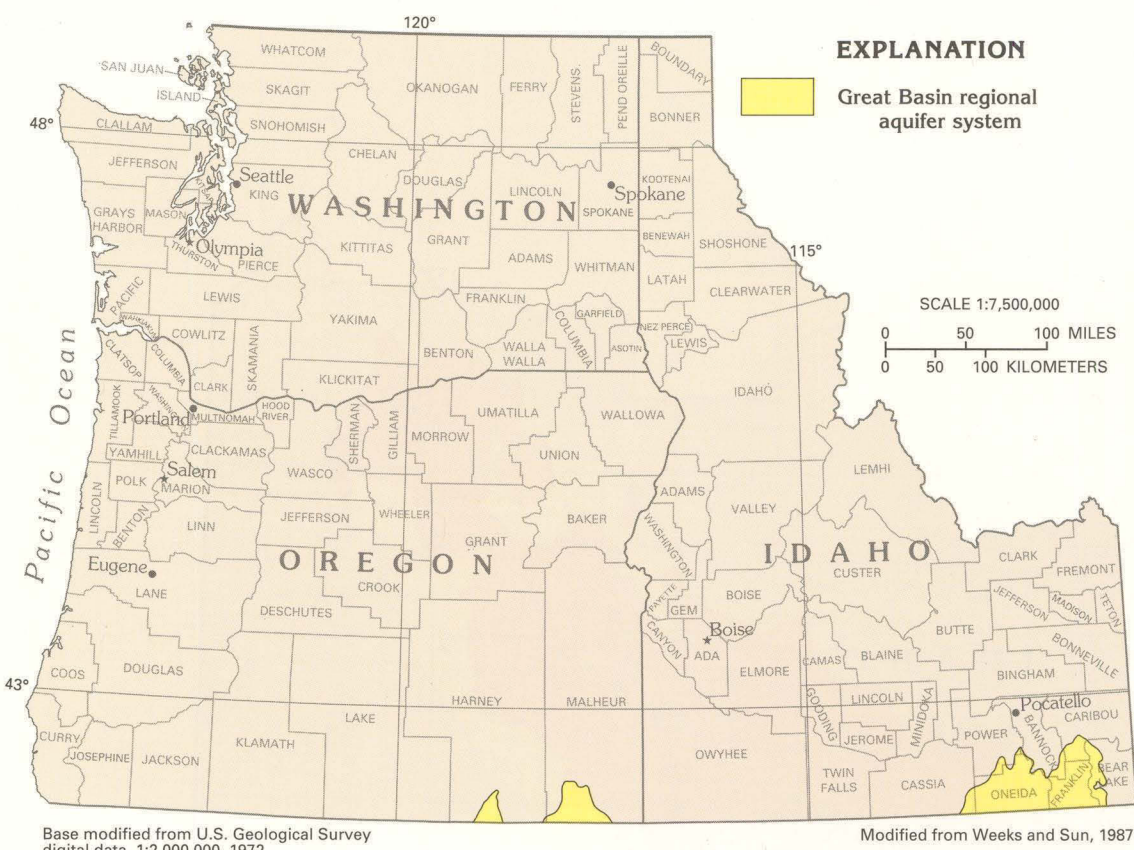 120°
EXPLANATION
Great Basin regional
aquifer system
WHATCOM
SAN JUAN
SKAGIT
ISLAND
OKANOGAN
FERRY
STEVENS.
PEND OREILLE
BOUNDARY
BONNER
48°
CLALLAM
SNOHOMISH
JEFFERSON
CHELAN
DOUGLAS
Seattle
KING
LINCOLN
Spokane
SPOKANE
KOOTENAI
WASHINGTON
GRAYS
HARBOR
MASON
Olympia
THURSTON
PIERCE
KITTITAS
GRANT
ADAMS
WHITMAN
BENEWAH
SHOSHONE
115°
LATAH
CLEARWATER
PACIFIC
LEWIS
YAKIMA
FRANKLIN
GARFIELD
COLUMBIA
ASOTIN
NEZ PERCE
LEWIS
WAHKIAKUM
COWLITZ
SKAMANIA
BENTON
WALLA
WALLA
CLARK
KLICKITAT
IDAHO
SCALE 1:7,500,000
0 50 100 MILES
0 50 100 KILOMETERS
Pacific Ocean
CLATSOP
COLUMBIA
TILLAMOOK
WASHINGTON
Portland
MULTNOMAH
HOOD
RIVER
SHERMAN
GILLIAM
MORROW
UMATILLA
WALLOWA
YAMHILL
CLACKAMAS
WASCO
UNION
LEMHI
Salem
POLK
MARION
LINCOLN
BENTON
LINN
JEFFERSON
WHEELER
GRANT
BAKER
ADAMS
VALLEY
WASHINGTON
OREGON
IDAHO
CUSTER
CLARK
FREMONT
Eugene
LANE
CROOK
DESCHUTES
PAYETTE
GEM
BOISE
JEFFERSON
MADISON
TETON
BUTTE
CANYON
Boise
ADA
ELMORE
CAMAS
BLAINE
BONNEVILLE
BINGHAM
43°
COOS
DOUGLAS
LAKE
HARNEY
MALHEUR
GOODING
LINCOLN
MINIDOKA
JEROME
Pocatello
CARIBOU
POWER
BANNOCK
CURRY
JOSEPHINE
JACKSON
KLAMATH
OWYHEE
TWIN
FALLS
CASSIA
ONEIDA
FRANKLIN
BEAR
LAKE
Base modified from U.S. Geological Survey
digital data, 1:2,000,000, 1972
Modified from Weeks and Sun, 1987